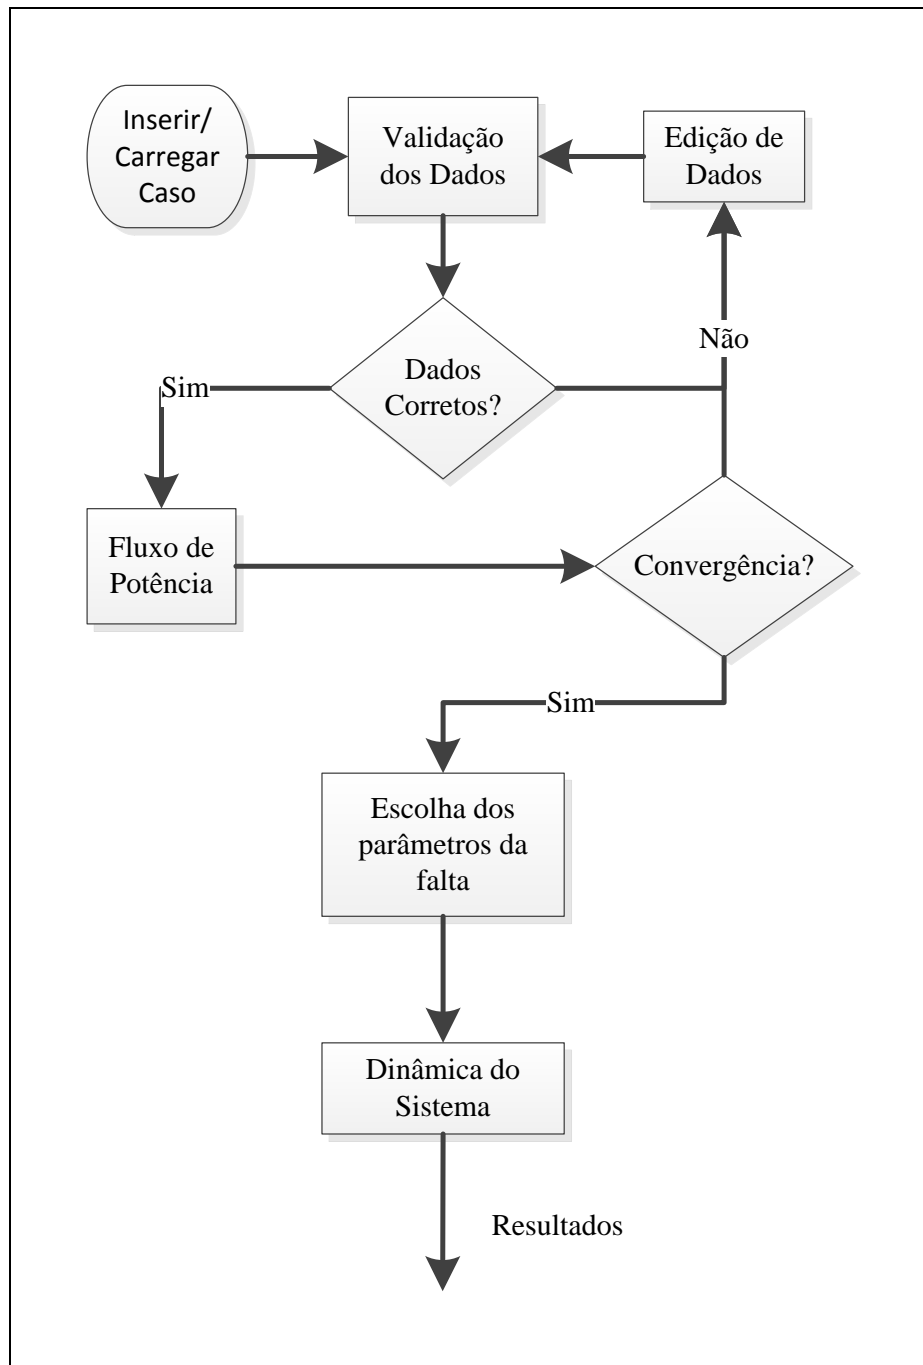 Inserir/
Carregar
Caso
Validação
dos Dados
Edição de
Dados
Não
Dados
Corretos?
Sim
Fluxo de
Potência
Convergência?
Sim
Escolha dos
parâmetros da
falta
Dinâmica do
Sistema
Resultados